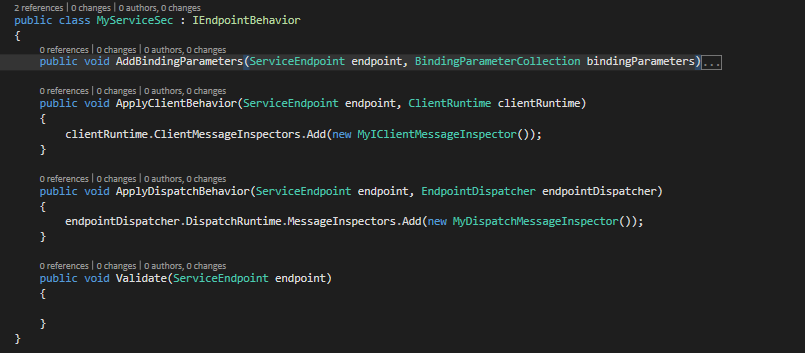 2 references | 0 changes | 0 authors, 0 changes
public class MyServiceSec : IEndpointBehavior
{
0 references | 0 changes | 0 authors, 0 changes
public void AddBindingParameters(ServiceEndpoint endpoint, BindingParameterCollection bindingParameters)...
0 references | 0 changes | 0 authors, 0 changes
public void ApplyClientBehavior(ServiceEndpoint endpoint, ClientRuntime clientRuntime)
{
clientRuntime.ClientMessageInspectors.Add(new MyIClientMessageInspector());
}
0 references | 0 changes | 0 authors, 0 changes
public void ApplyDispatchBehavior(ServiceEndpoint endpoint, EndpointDispatcher endpointDispatcher)
{
endpointDispatcher.DispatchRuntime.MessageInspectors.Add(new MyDispatchMessageInspector());
}
0 references | 0 changes | 0 authors, 0 changes
public void Validate(ServiceEndpoint endpoint)
{
}
}